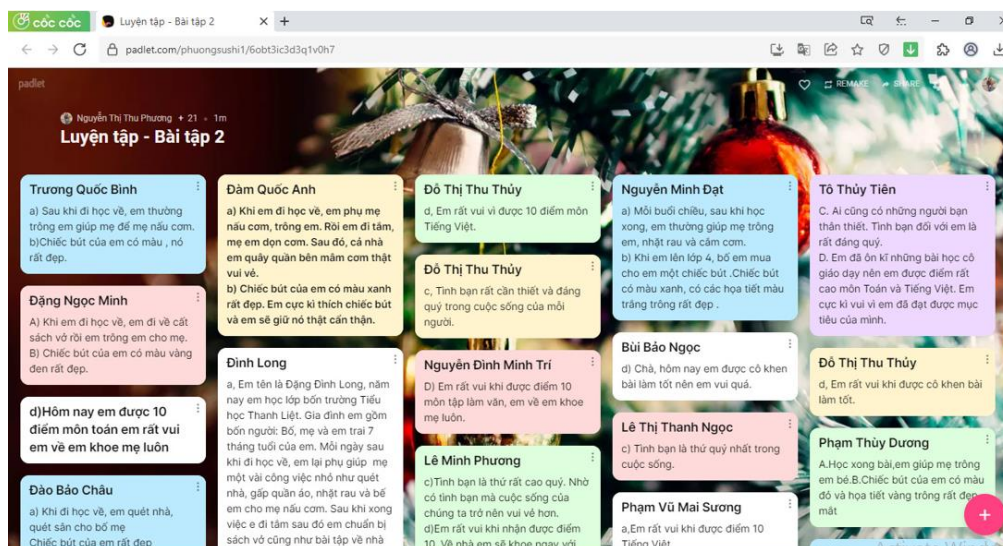 cốc cốc
Luyện tập - Bài tập 2
padlet.com/phuongsushi1/6obt3ic3d3q1v0h7
padlet
REMAKE
SHARE
Nguyễn Thị Thu Phương + 21 • 1m
Luyện tập - Bài tập 2
Trương Quốc Bình
a) Sau khi đi học về, em thường
trông em giúp mẹ để mẹ nấu cơm.
b)Chiếc bút của em có màu , nó
rất đẹp.
Đặng Ngọc Minh
A) Khi em đi học về, em đi về cất
sách vở rồi em trông em cho mẹ.
B) Chiếc bút của em có màu vàng
đen rất đẹp.
d)Hôm nay em được 10
điểm môn toán em rất vui
em về em khoe mẹ luôn
Đào Bảo Châu
a) Khi đi học về, em quét nhà,
quét sân cho bố mẹ
Chiếc bút của em rất đẹp
Đàm Quốc Anh
a) Khi em đi học về, em phụ mẹ
nấu cơm, trông em. Rồi em đi tắm,
mẹ em dọn cơm. Sau đó, cả nhà
em quây quần bên mâm cơm thật
vui vẻ.
b) Chiếc bút của em có màu xanh
rất đẹp. Em cực kì thích chiếc bút
và em sẽ giữ nó thật cẩn thận.
Đình Long
a, Em tên là Đặng Đình Long, năm
nay em học lớp bốn trường Tiểu
học Thanh Liệt. Gia đình em gồm
bốn người: Bố, mẹ và em trai 7
tháng tuổi của em. Mỗi ngày sau
khi đi học về, em lại phụ giúp mẹ
một vài công việc nhỏ như quét
nhà, gấp quần áo, nhặt rau và bế
em cho mẹ nấu cơm. Sau khi xong
việc e đi tắm sau đó em chuẩn bị
sách vở cũng như bài tập về nhà
Đỗ Thị Thu Thủy
d, Em rất vui vì được 10 điểm môn
Tiếng Việt.
Đỗ Thị Thu Thủy
c, Tình bạn rất cần thiết và đáng
quý trong cuộc sống của mỗi
người.
Nguyễn Đình Minh Trí
D) Em rất vui khi được điểm 10
môn tập làm văn, em về em khoe
mẹ luôn.
Lê Minh Phương
c)Tình bạn là thứ rất cao quý. Nhờ
có tình bạn mà cuộc sống của
chúng ta trở nên vui vẻ hơn.
d)Em rất vui khi nhận được điểm
10. Về nhà em sẽ khoe ngay với
Nguyễn Minh Đạt
a) Mỗi buổi chiều, sau khi học
xong, em thường giúp mẹ trông
em, nhặt rau và cắm cơm.
b) Khi em lên lớp 4, bố em mua
cho em một chiếc bút .Chiếc bút
có màu xanh, có các họa tiết màu
trắng trông rất đẹp .
Bùi Bảo Ngọc
d) Chà, hôm nay em được cô khen
bài làm tốt nên em vui quá.
Lê Thị Thanh Ngọc
c) Tình bạn là thứ quý nhất trong
cuộc sống.
Phạm Vũ Mai Sương
a,Em rất vui khi được điểm 10
Tiếng Việt
Tô Thủy Tiên
C. Ai cũng có những người bạn
thân thiết. Tình bạn đối với em là
rất đáng quý.
D. Em đã ôn kĩ những bài học cô
giáo dạy nên em được điểm rất
cao môn Toán và Tiếng Việt. Em
cực kì vui vì em đã đạt được mục
tiêu của mình.
Đỗ Thị Thu Thủy
d, Em rất vui khi được cô khen bài
làm tốt.
Phạm Thùy Dương
A.Học xong bài,em giúp mẹ trông
em bé.B.Chiếc bút của em có màu
đỏ và họa tiết vàng trông rất đẹp
mắt